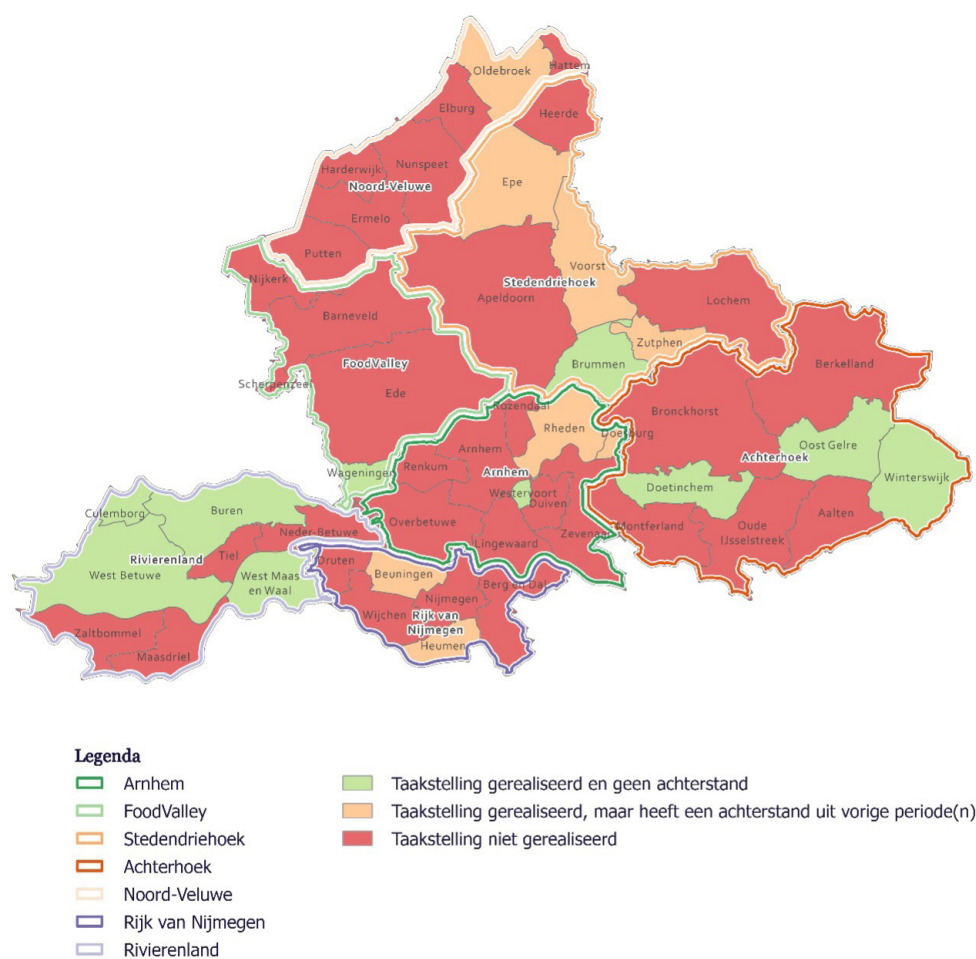 Oldebroek
Hattem
Elburg
Heerde
Harderwijk
Nunspeet
Noord-Veluwe
Epe
Ermelo
Putten
Voorst
Nijkerk
Stedendriehoek
Apeldoorn
Lochem
Barneveld
Zutphen
FoodValley
Brummen
Berkelland
Scherpenzeel
Ede
Rozendaal
Bronckhorst
Rheden
Doesburg
Arnhem
Oost Gelre
Achterhoek
Renkum
Arnhem
Wageningen
Winterswijk
Doetinchem
Westervoort
Duiven
Culemborg
Buren
Aalten
Overbetuwe
Montferland
Oude
IJsselstreek
Neder-Betuwe
Zevenaar
Lingewaard
Tiel
Rivierenland
Druten
West Betuwe
Beuningen
West Maas
en Waal
Berg en Dal
Nijmegen
Wijchen
Rijk van
Nijmegen
Zaltbommel
Heumen
Maasdriel
Legenda
Arnhem
FoodValley
Stedendriehoek
Achterhoek
Noord-Veluwe
Rijk van Nijmegen
Rivierenland
Taakstelling gerealiseerd en geen achterstand
Taakstelling gerealiseerd, maar heeft een achterstand uit vorige periode(n)
Taakstelling niet gerealiseerd